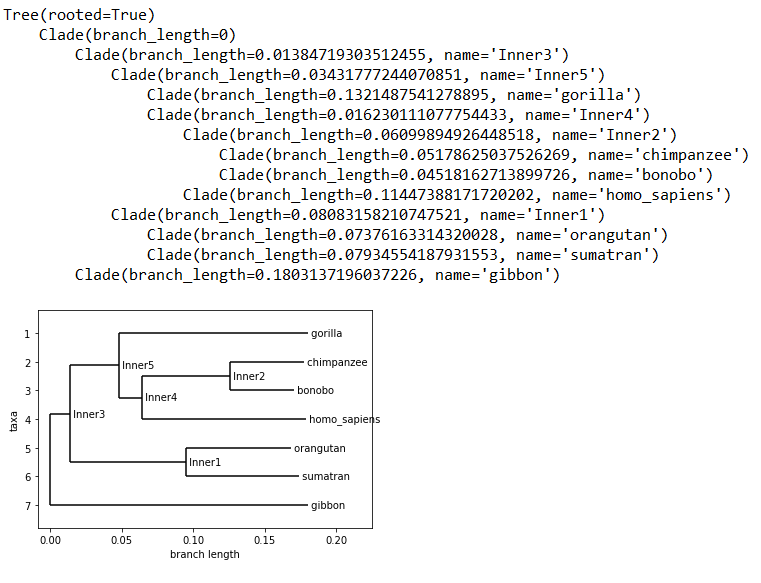 Tree(rooted=True)
Clade(branch_length=0)
Clade(branch_length=0.01384719303512455, name='Inner3')
Clade(branch_length=0.03431777244070851, name='Inner5')
Clade(branch_length=0.1321487541278895, name='gorilla')
Clade(branch_length=0.016230111077754433, name='Inner4')
Clade(branch_length=0.06099894926448518, name='Inner2')
Clade(branch_length=0.05178625037526269, name='chimpanzee')
Clade(branch_length=0.04518162713899726, name='bonobo')
Clade(branch_length=0.11447388171720202, name='homo_sapiens')
Clade(branch_length=0.08083158210747521, name='Inner1')
Clade(branch_length=0.07376163314320028, name='orangutan')
Clade(branch_length=0.07934554187931553, name='sumatran')
Clade(branch_length=0.1803137196037226, name='gibbon')
1
gorilla
2
chimpanzee
Inner5
Inner2
3
bonobo
Inner4
taxa
Inner3
4
homo_sapiens
5
orangutan
Inner1
6
sumatran
7
gibbon
0.00
0.05
0.10
0.15
0.20
branch length